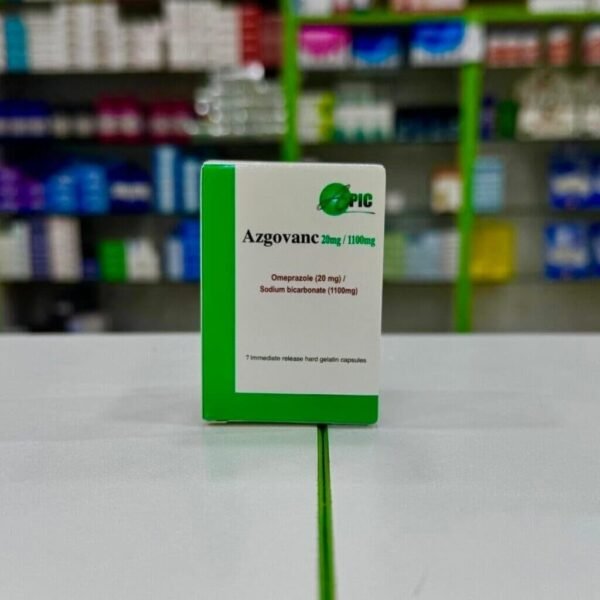 PIC
Azgovanc 20mg / 1100mg
Omeprazole (20 mg) /
Sodium bicarbonate (1100mg)
7 Immediate release hard gelatin capsules